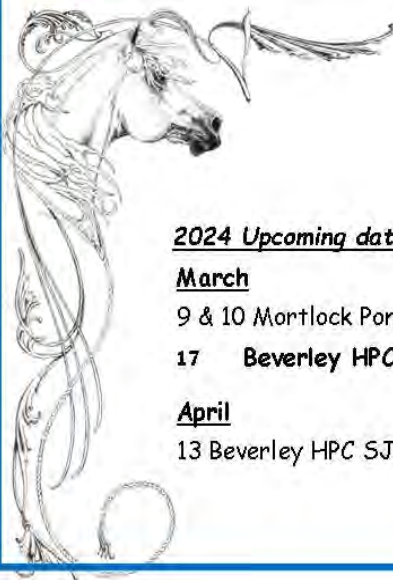 2024 Upcoming dat
March
9 & 10 Mortlock Por
17 Beverley HPC
April
13 Beverley HPC SJ